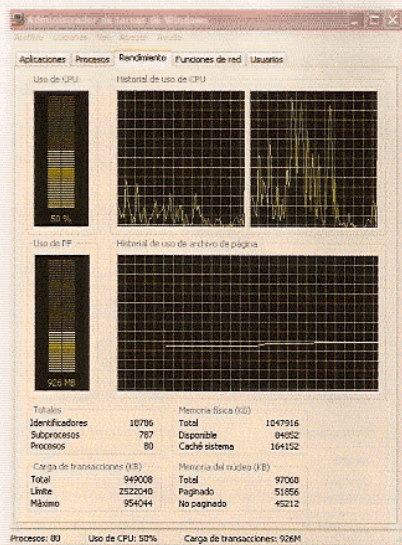 Administrador de tareas de Windows
Archivo Opciones Ver Apagar Ayuda
Aplicaciones Procesos Rendimiento Funciones de red Usuarios
Uso de CPU Historial de uso de CPU
50 %
Uso de PF Historial de uso de archivo de página
926 MB
Totales Memoria física (KB)
Identificadores 18786 Total 1047916
Subprocesos 787 Disponible 84852
Procesos 80 Caché sistema 164152
Carga de transacciones (KB) Memoria del núcleo (KB)
Total 949008 Total 97068
Límite 2522048 Paginado 51856
Máximo 954044 No paginado 45212
Procesos: 80 Uso de CPU: 50% Carga de transacciones: 926M